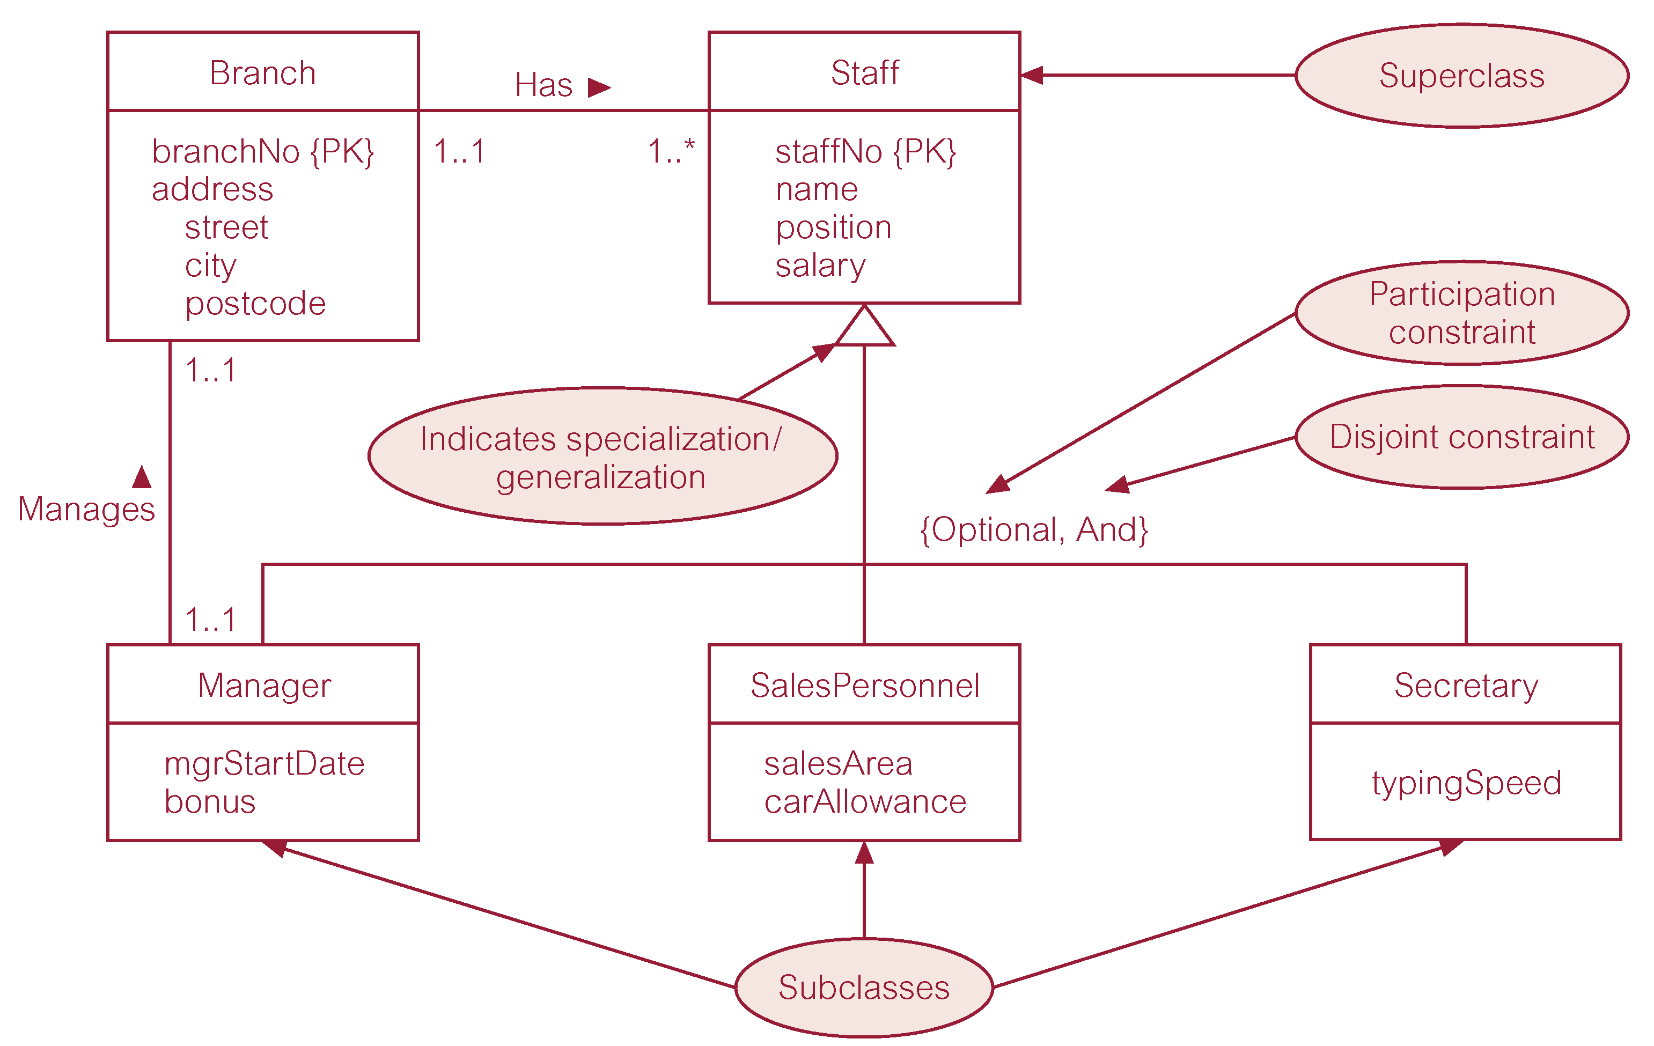 Branch
Has ▶
Staff
Superclass
branchNo {PK}
address
street
city
postcode
1..1
1..*
staffNo {PK}
name
position
salary
Participation
constraint
1..1
Indicates specialization/
generalization
Disjoint constraint
▲
Manages
{Optional, And}
1..1
Manager
SalesPersonnel
Secretary
mgrStartDate
bonus
salesArea
carAllowance
typingSpeed
Subclasses